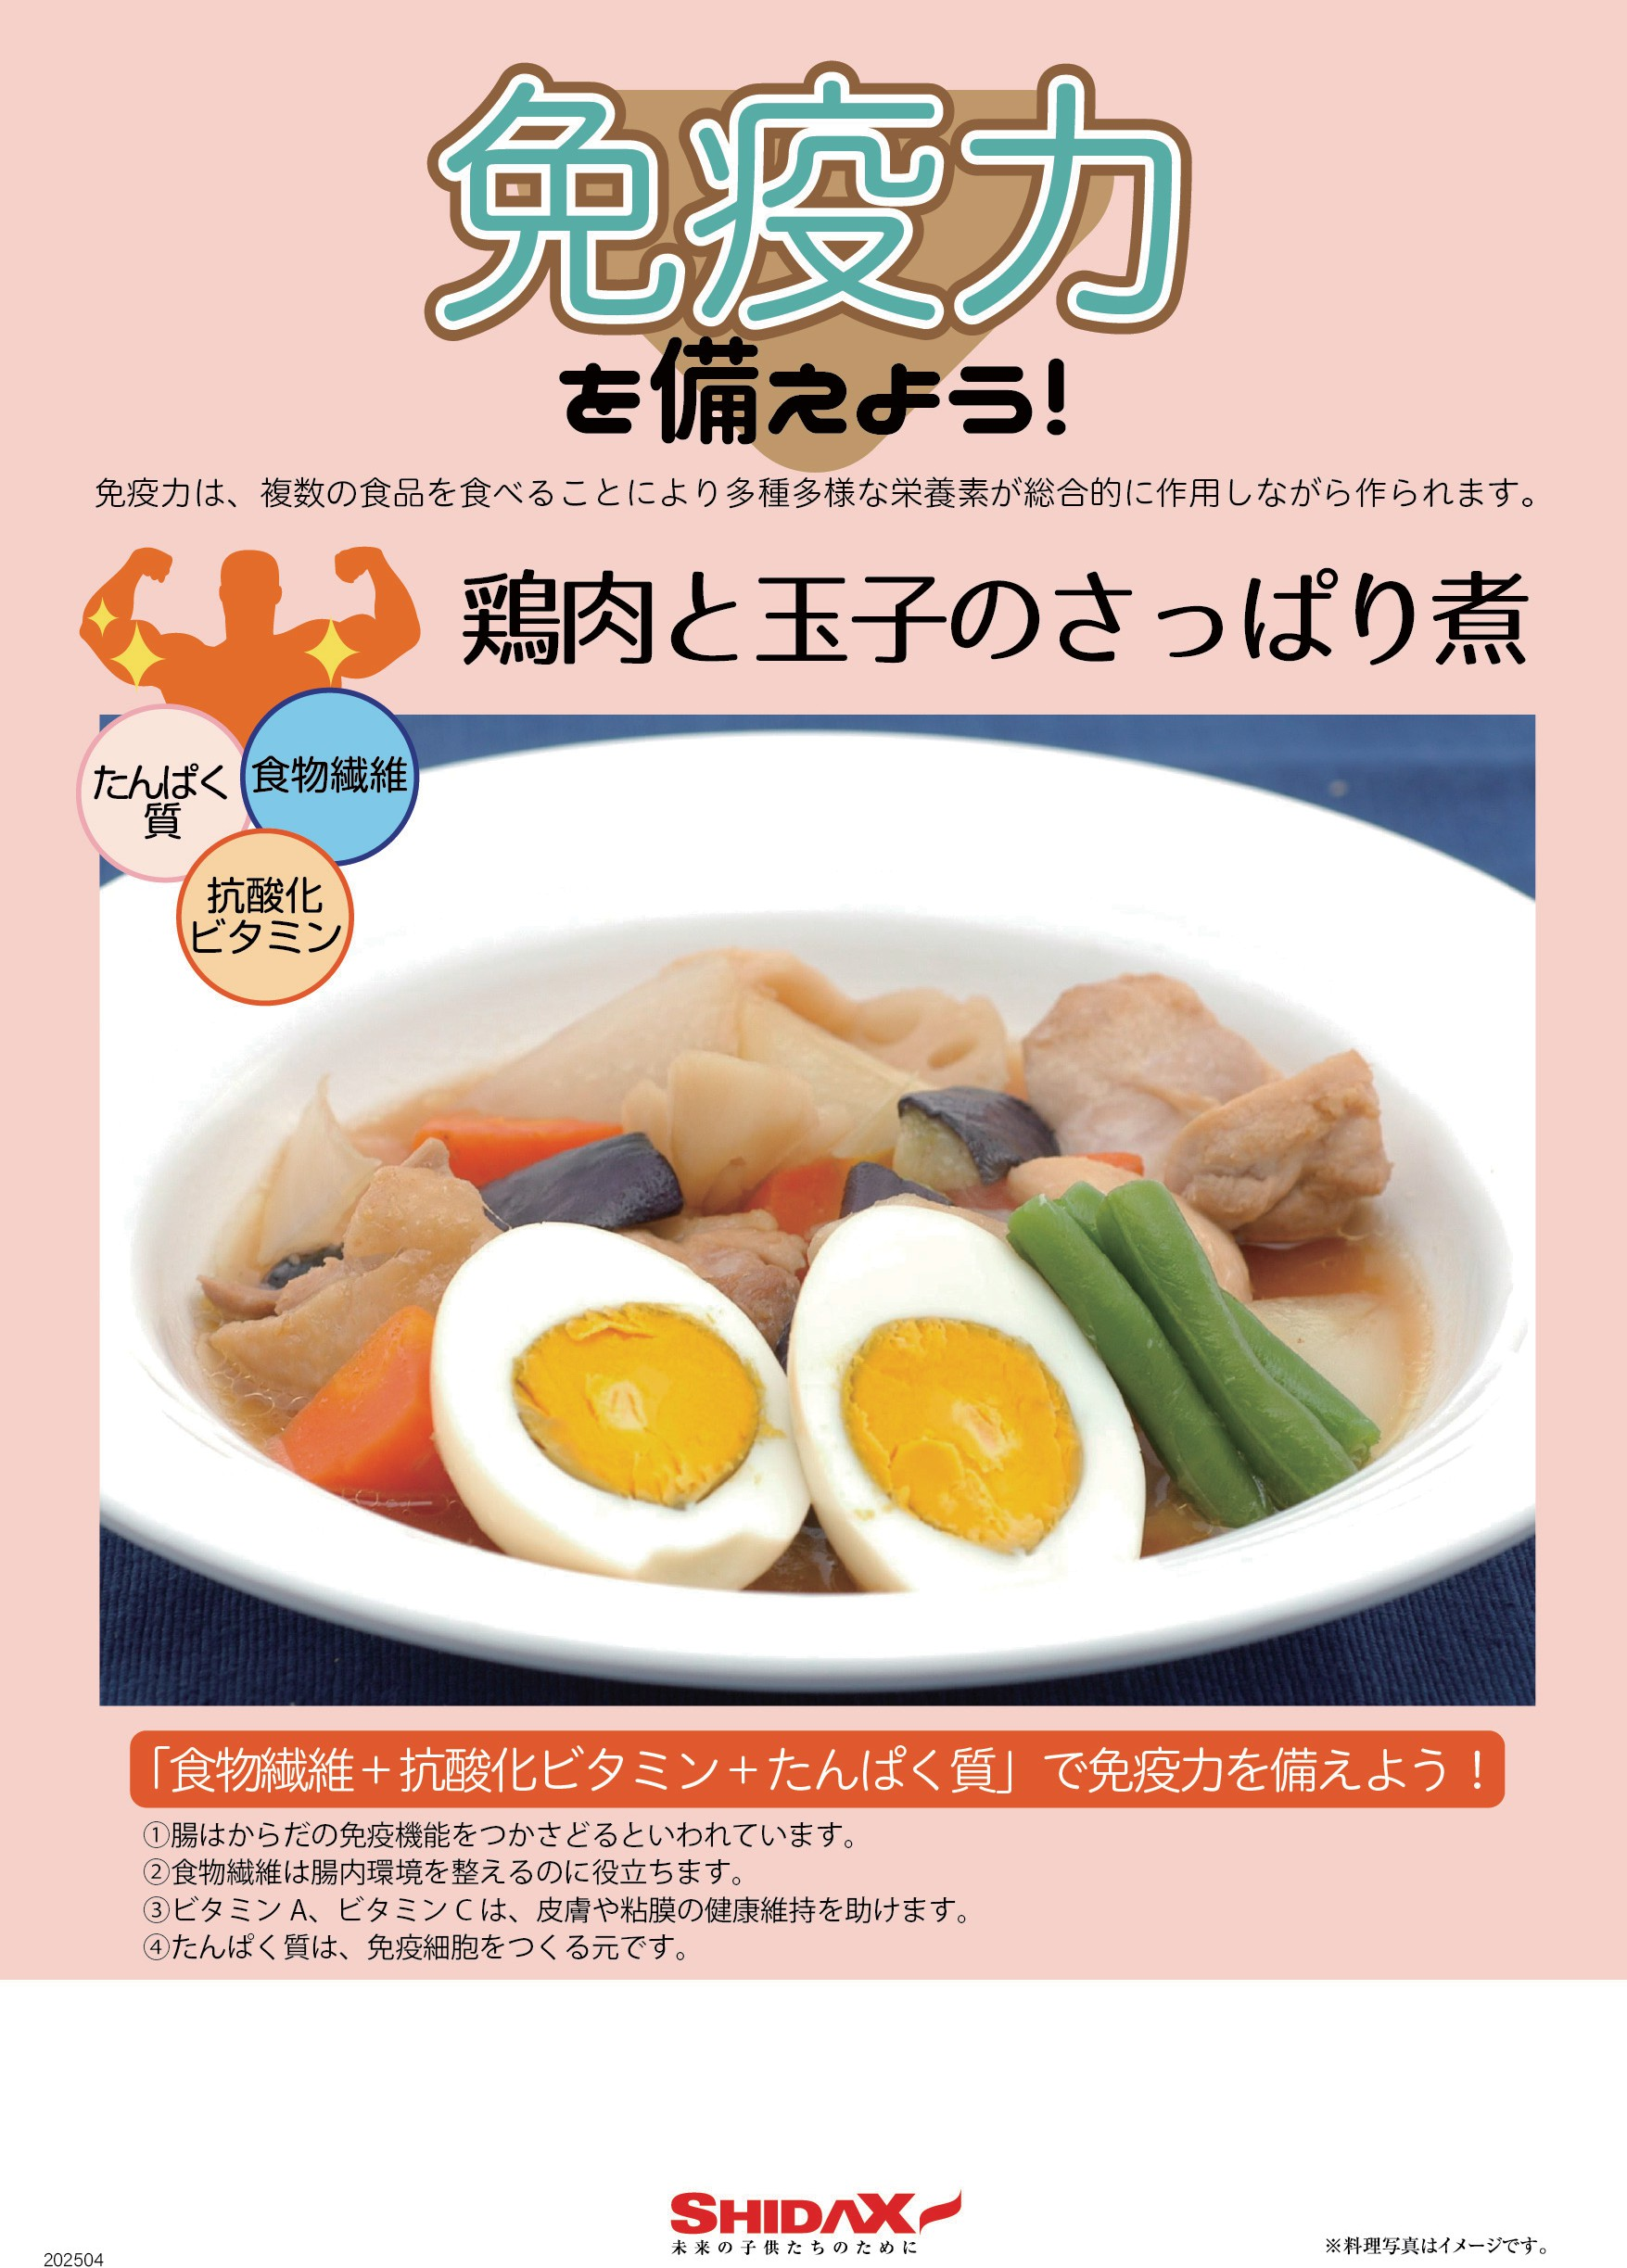 免疫力
を備えよう!
免疫力は、複数の食品を食べることにより多種多様な栄養素が総合的に作用しながら作られます。
鶏肉と玉子のさっぱり煮
たんぱく
質
食物繊維
抗酸化
ビタミン
「食物繊維＋抗酸化ビタミン＋たんぱく質」で免疫力を備えよう！
①腸はからだの免疫機能をつかさどるといわれています。
②食物繊維は腸内環境を整えるのに役立ちます。
③ビタミンA、ビタミンCは、皮膚や粘膜の健康維持を助けます。
④たんぱく質は、免疫細胞をつくる元です。
SHIDAX
未来の子供たちのために
※料理写真はイメージです。
202504